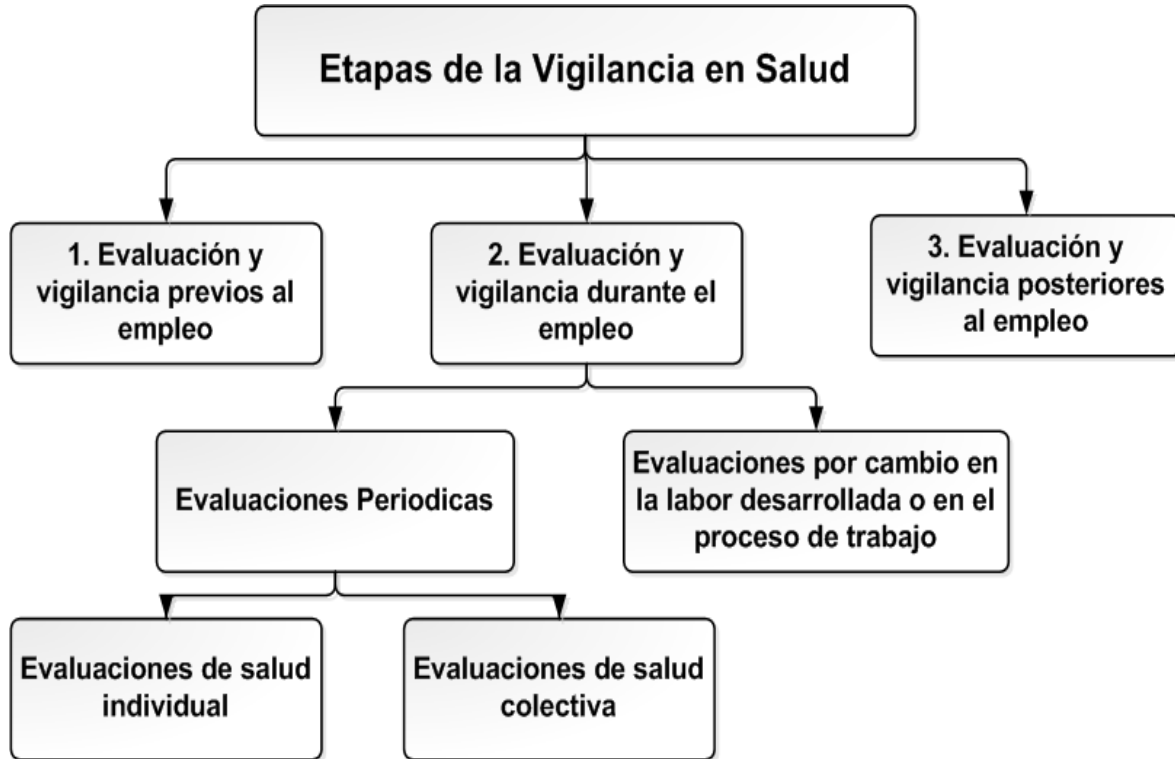 Etapas de la Vigilancia en Salud
1. Evaluación y
vigilancia previos al
empleo
2. Evaluación y
vigilancia durante el
empleo
3. Evaluación y
vigilancia posteriores
al empleo
Evaluaciones Periodicas
Evaluaciones por cambio en
la labor desarrollada o en el
proceso de trabajo
Evaluaciones de salud
individual
Evaluaciones de salud
colectiva